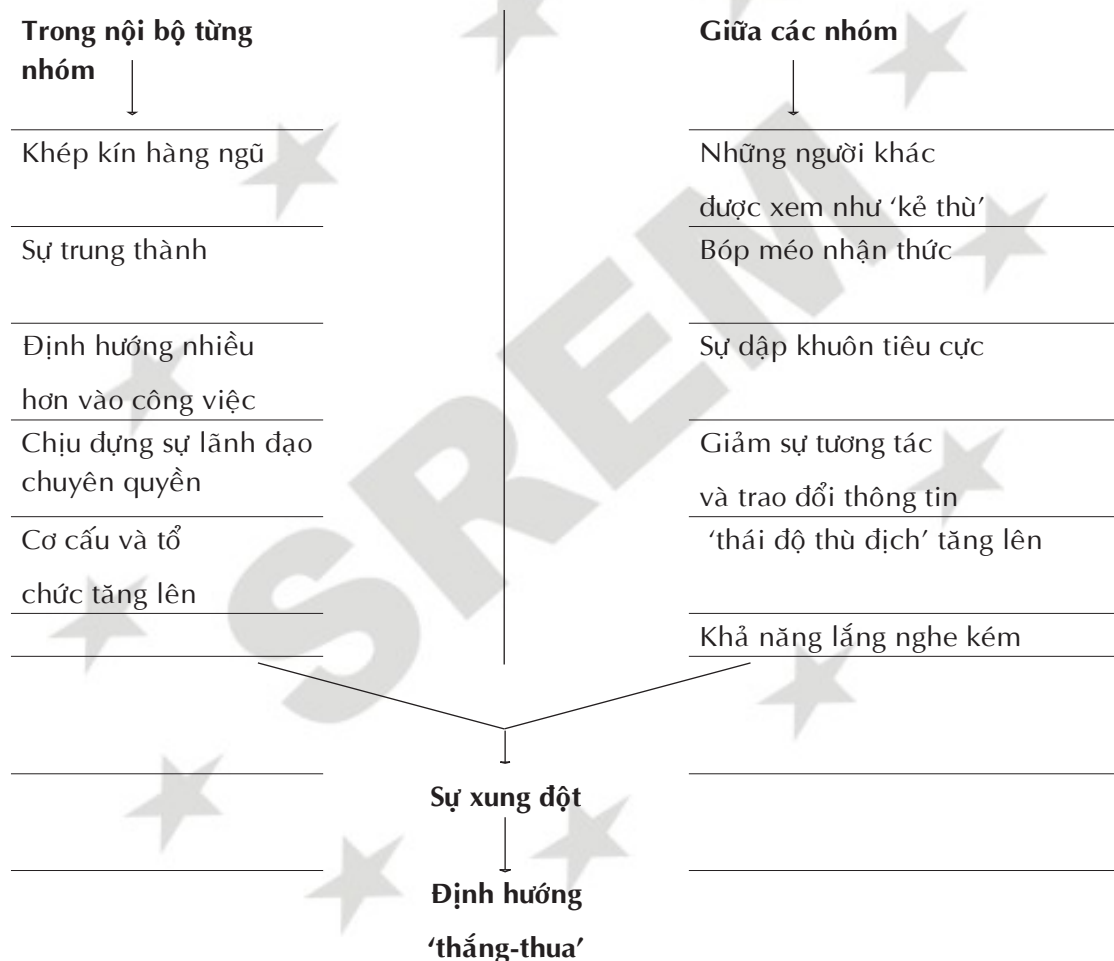 Trong nội bộ từng
nhóm
Khép kín hàng ngũ
Sự trung thành
Định hướng nhiều
hơn vào công việc
Chịu đựng sự lãnh đạo
chuyên quyền
Cơ cấu và tổ
chức tăng lên
Giữa các nhóm
Những người khác
được xem như ‘kẻ thù’
Bóp méo nhận thức
Sự dập khuôn tiêu cực
Giảm sự tương tác
và trao đổi thông tin
‘thái độ thù địch’ tăng lên
Khả năng lắng nghe kém
Sự xung đột
Định hướng
‘thắng-thua’
SREM